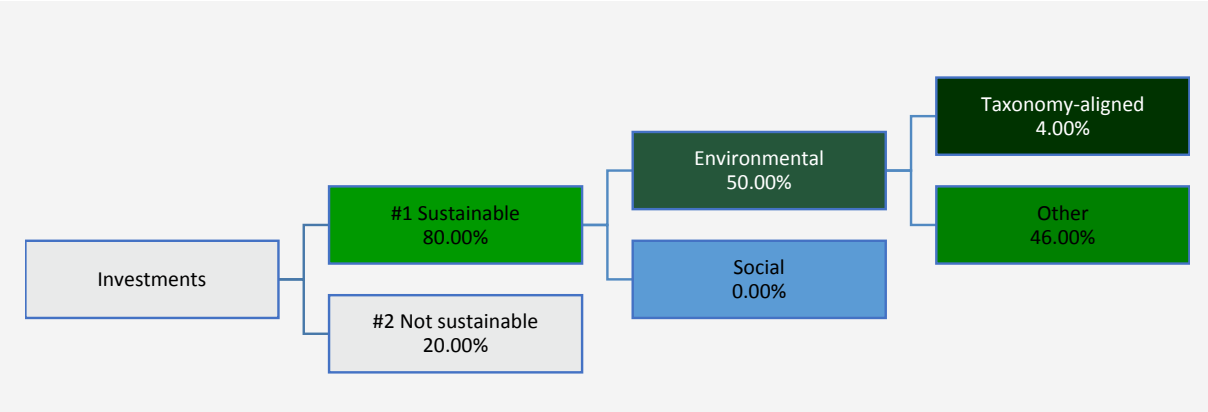 Investments
#1 Sustainable
80.00%
#2 Not sustainable
20.00%
Environmental
50.00%
Social
0.00%
Taxonomy-aligned
4.00%
Other
46.00%